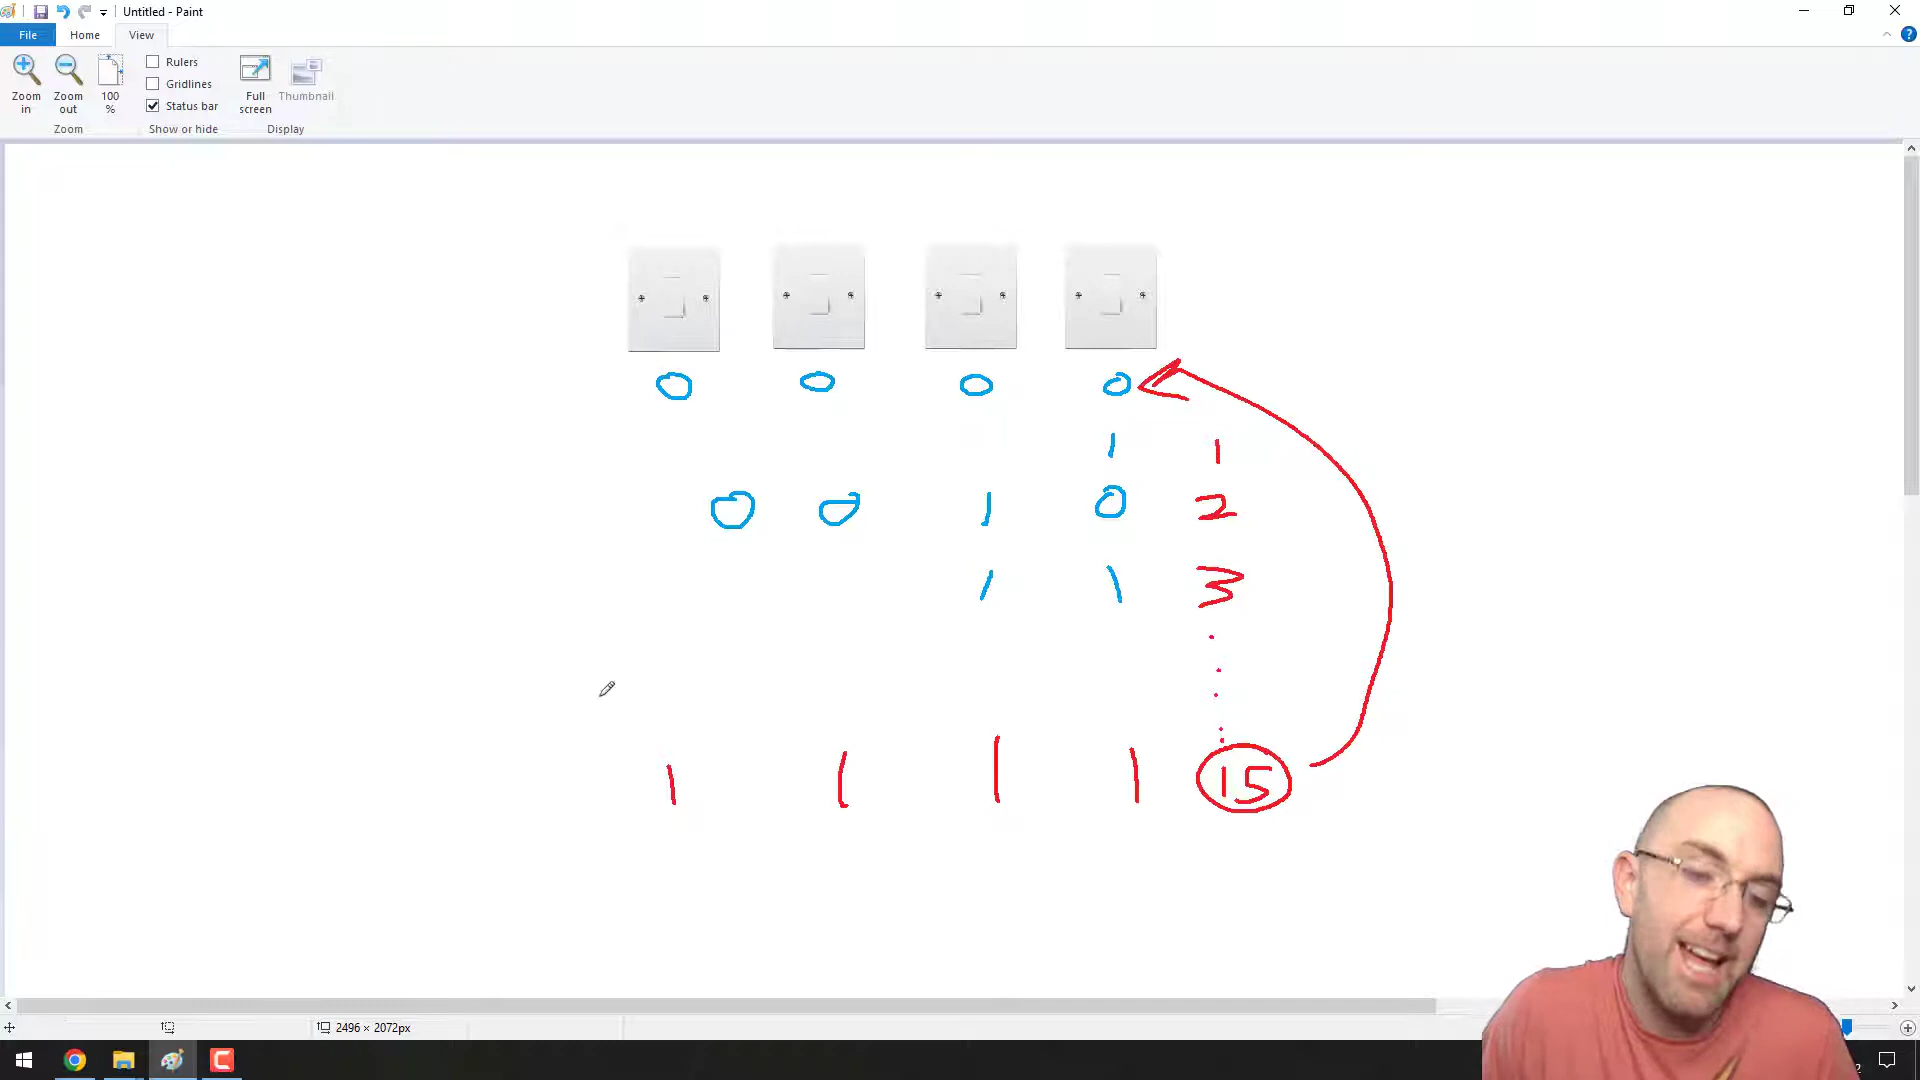 Untitled - Paint
File Home View
Zoom in
Zoom out
100 %
Rulers
Gridlines
Status bar
Full screen
Thumbnail
Zoom
Show or hide
Display
0 0 0 0
1 1
0 0 1 0 2
1 1 3
1 1 1 1 15
2496 × 2072px